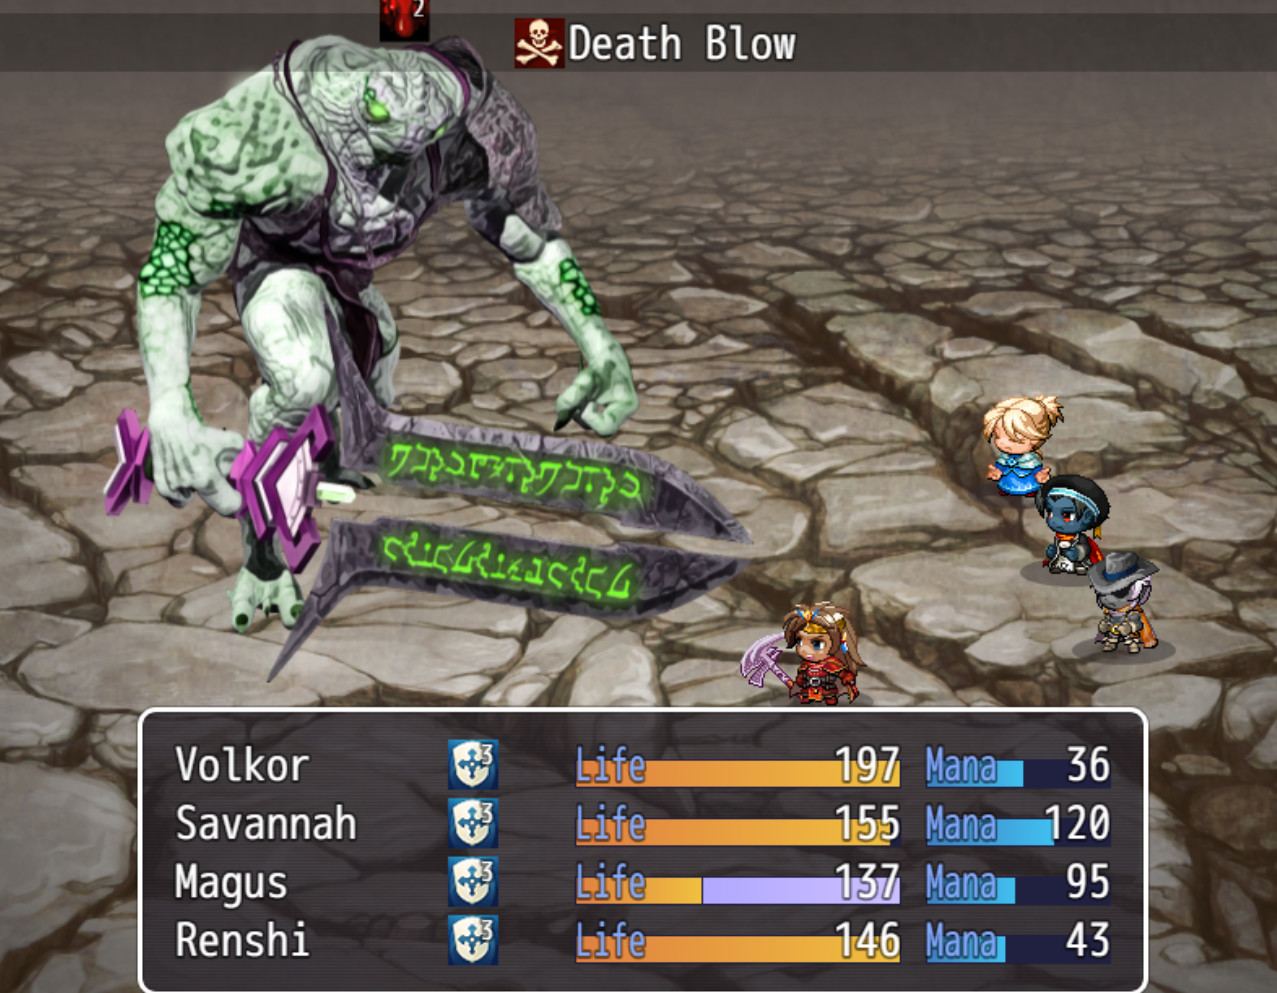 2
Death Blow
Volkor 3 Life 197 Mana 36
Savannah 3 Life 155 Mana 120
Magus 3 Life 137 Mana 95
Renshi 3 Life 146 Mana 43